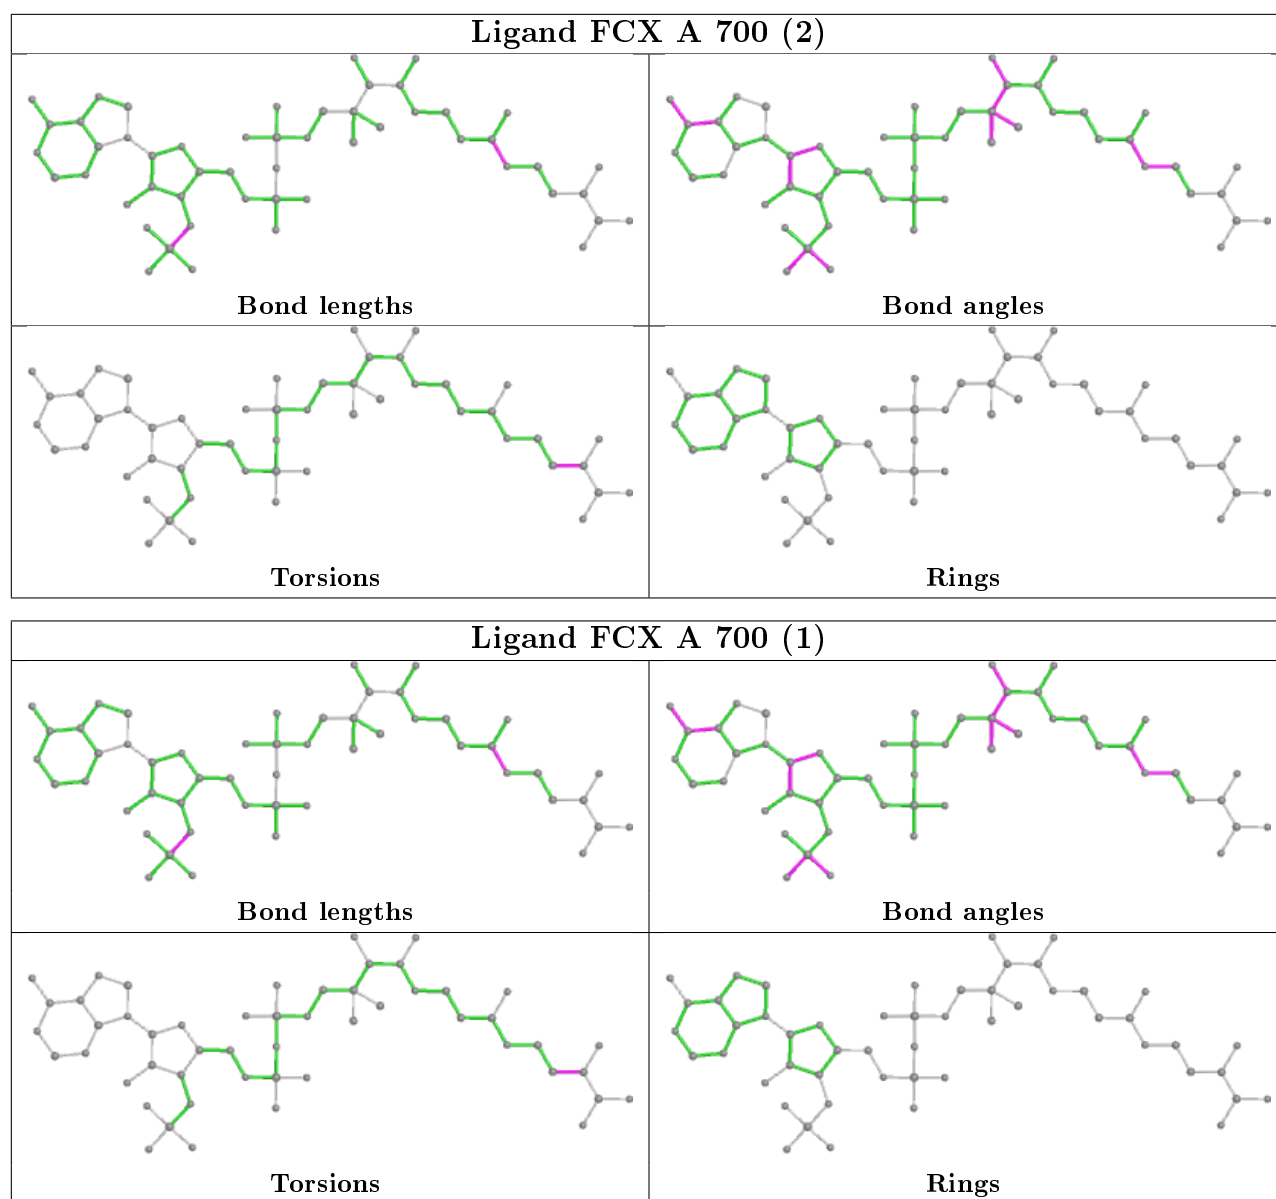 Ligand FCX A 700 (2)
Bond lengths
Bond angles
Torsions
Rings
Ligand FCX A 700 (1)
Bond lengths
Bond angles
Torsions
Rings